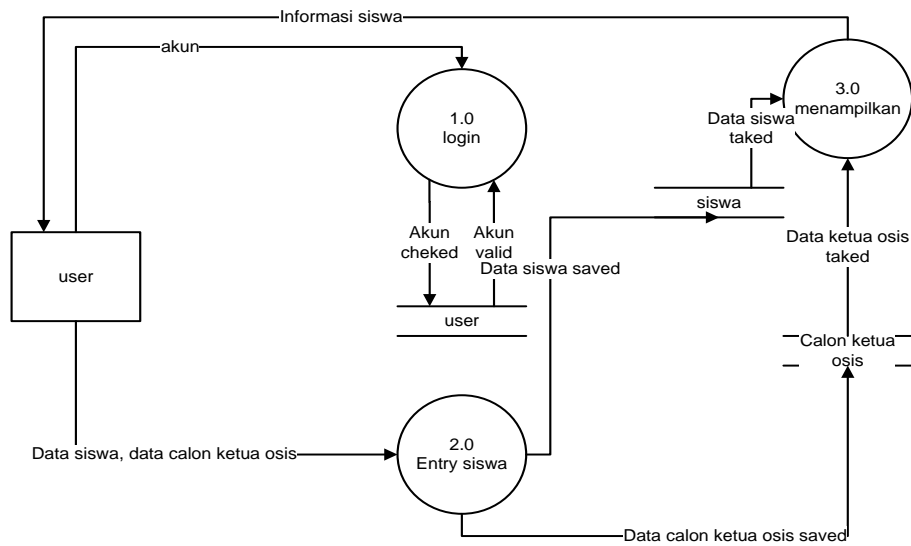 Informasi siswa
akun
1.0
login
3.0
menampilkan
Data siswa
taked
siswa
Akun
cheked
Akun
valid
Data siswa saved
Data ketua osis
taked
user
user
Calon ketua
osis
2.0
Entry siswa
Data siswa, data calon ketua osis
Data calon ketua osis saved